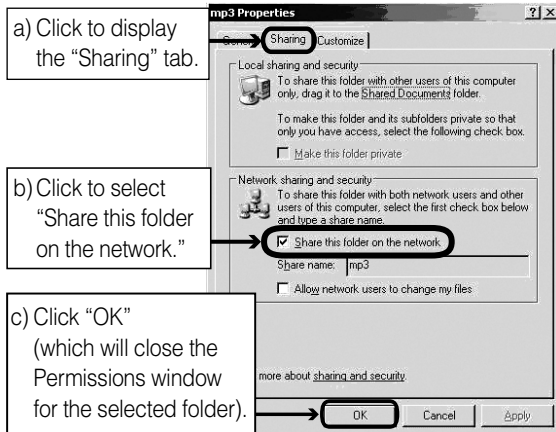 mp3 Properties
a) Click to display
the “Sharing” tab.
Sharing
Customize
Local sharing and security
To share this folder with other users of this computer
only, drag it to the Shared Documents folder.
To make this folder and its subfolders private so that
only you have access, select the following check box.
Make this folder private
b) Click to select
“Share this folder
on the network.”
Network sharing and security
To share this folder with both network users and other
users of this computer, select the first check box below
and type a share name.
Share this folder on the network
Share name: mp3
Allow network users to change my files
c) Click “OK”
(which will close the
Permissions window
for the selected folder).
more about sharing and security.
OK
Cancel
Apply